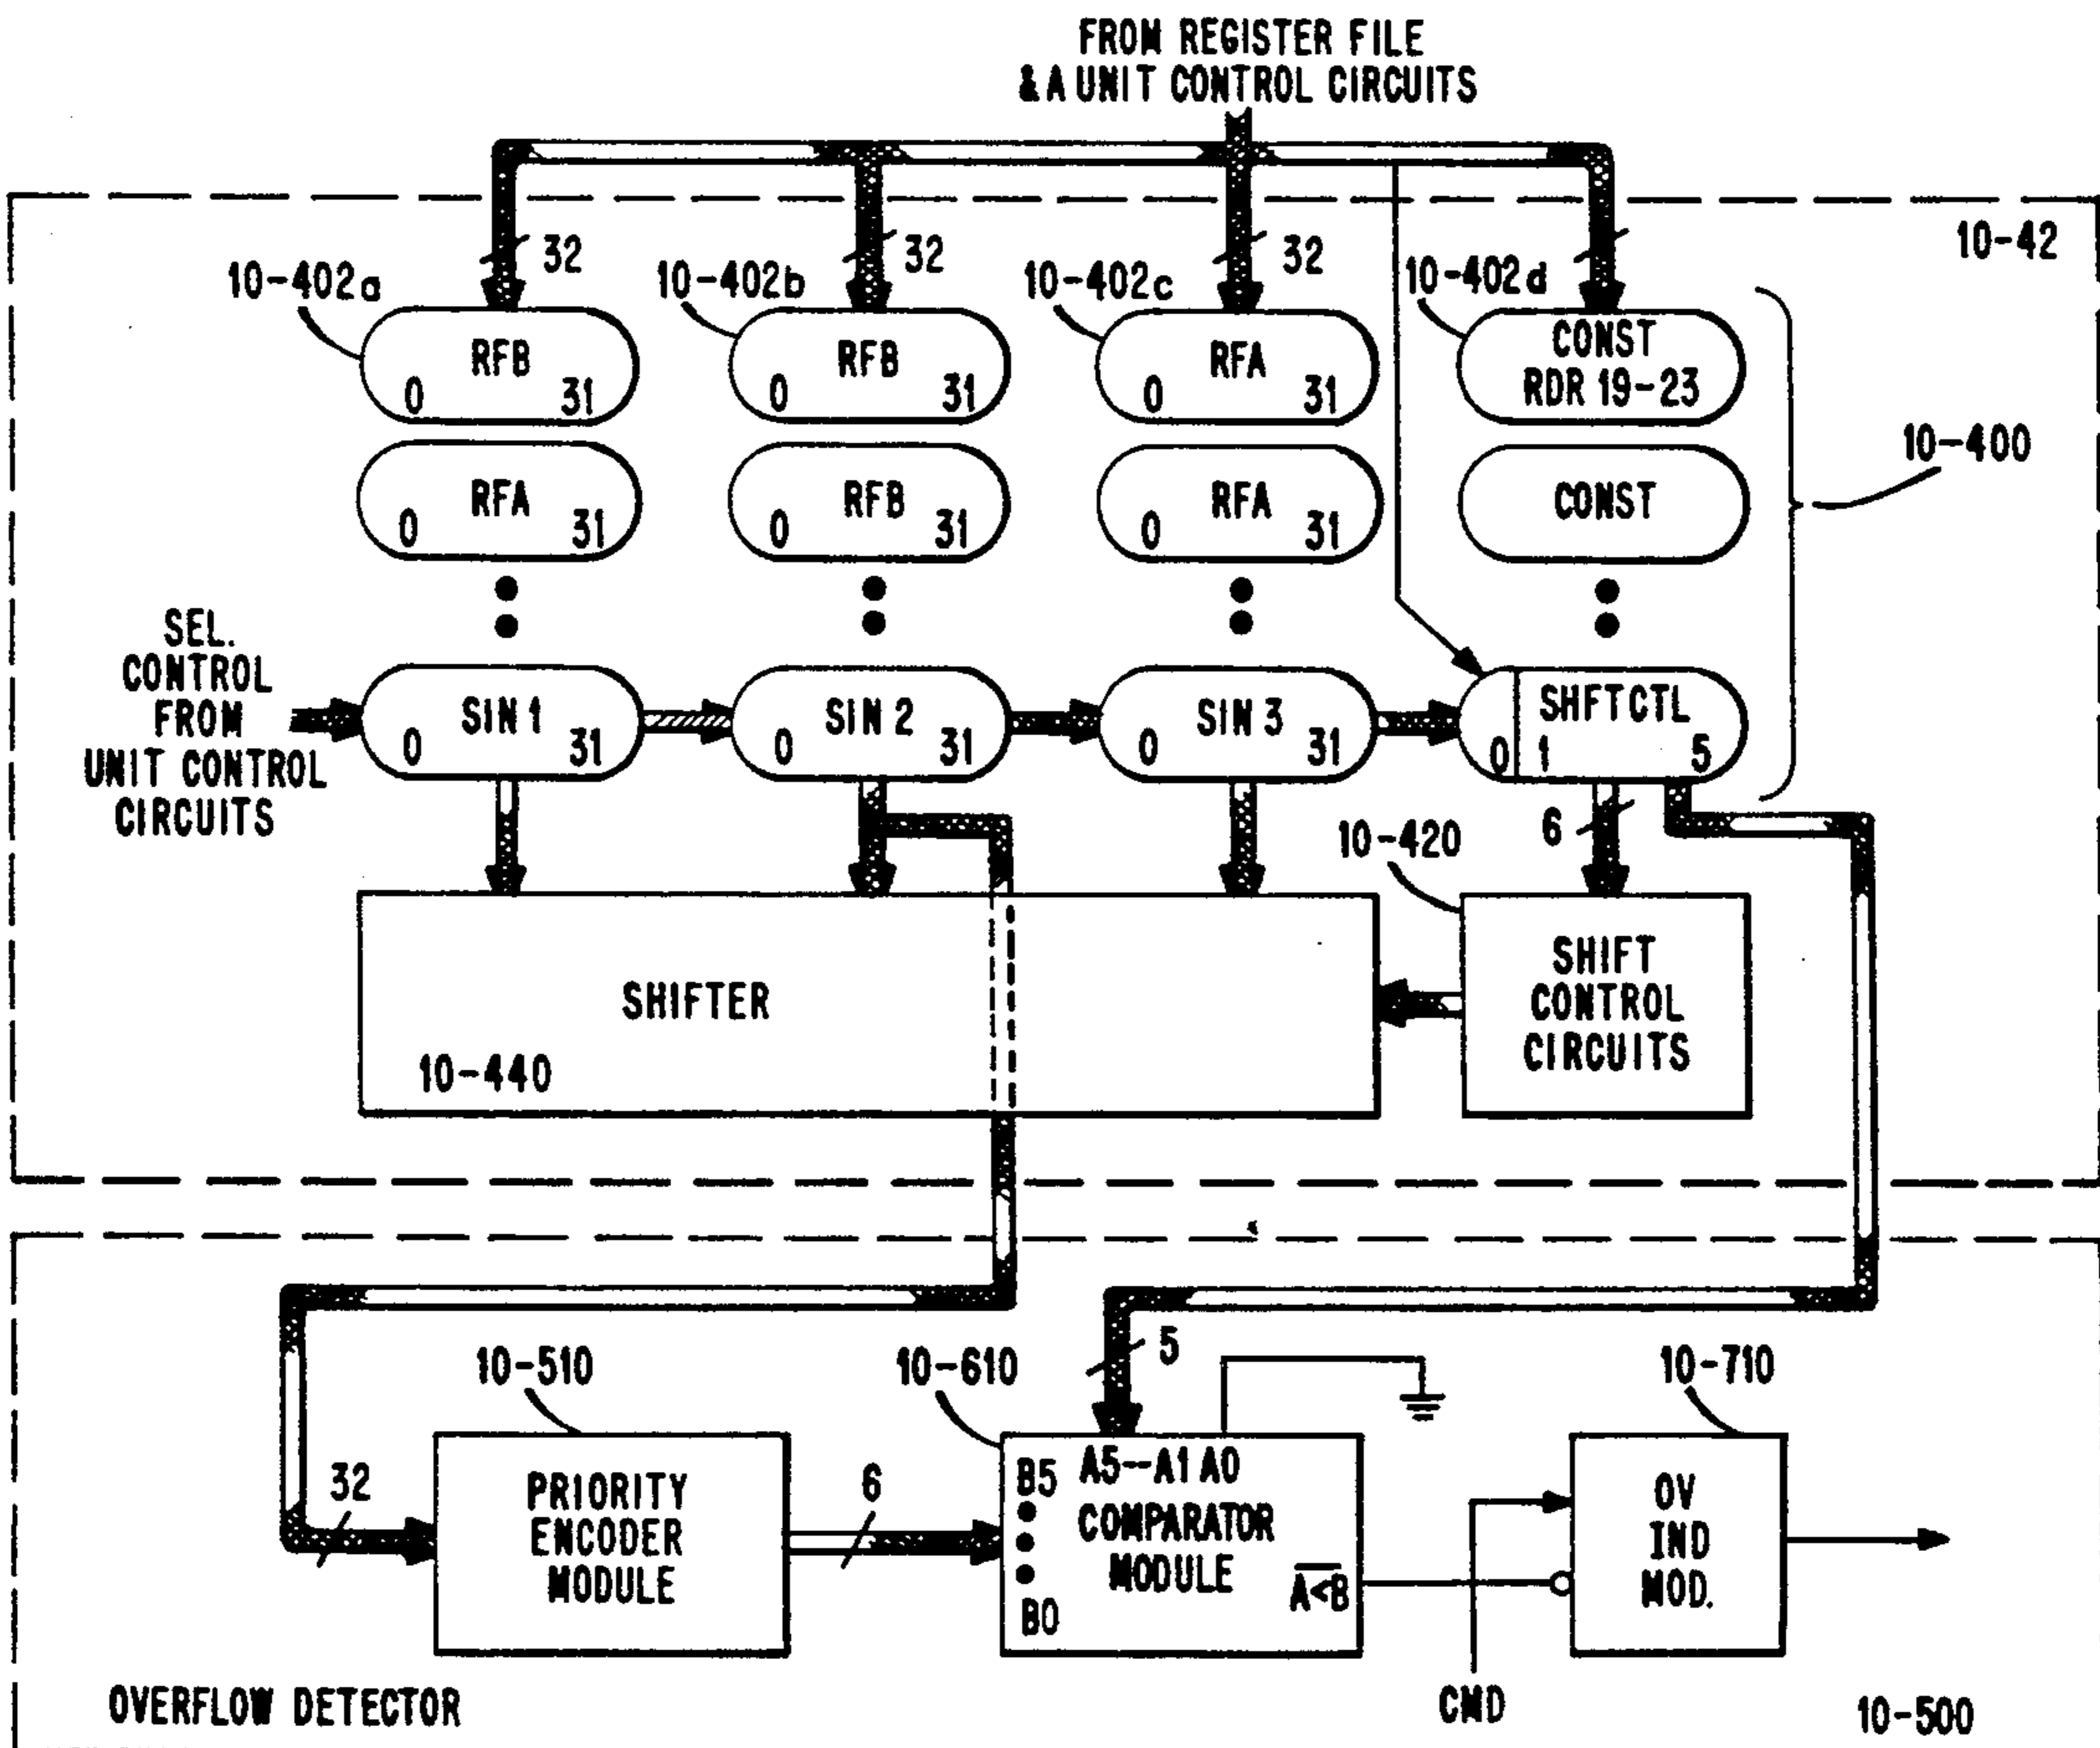 FROM REGISTER FILE
& A UNIT CONTROL CIRCUITS
10-42
32
32
32
10-402a
10-402b
10-402c
10-402d
RFB
0 31
RFB
0 31
RFA
0 31
CONST
RDR 19-23
10-400
RFA
0 31
RFB
0 31
RFA
0 31
CONST
SEL.
CONTROL
FROM
UNIT CONTROL
CIRCUITS
SIN 1
0 31
SIN 2
0 31
SIN 3
0 31
SHFTCTL
0 1 5
6
10-420
SHIFTER
10-440
SHIFT
CONTROL
CIRCUITS
5
10-510
10-610
10-710
32
PRIORITY
ENCODER
MODULE
6
B5
B0
A5--A1 A0
COMPARATOR
MODULE
A<B
OV
IND
MOD.
CMD
OVERFLOW DETECTOR
10-500